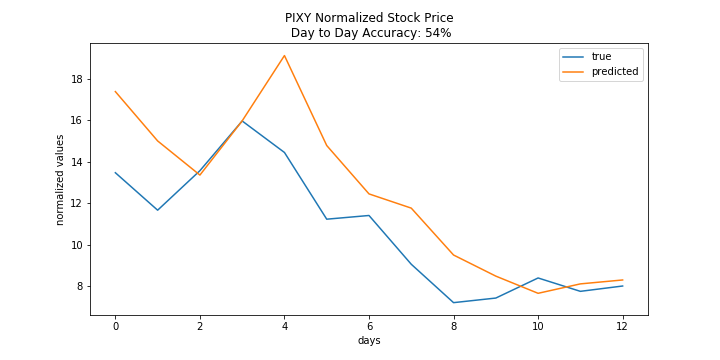 PIXY Normalized Stock Price
Day to Day Accuracy: 54%
true
predicted
normalized values
18
16
14
12
10
8
0 2 4 6 8 10 12
days